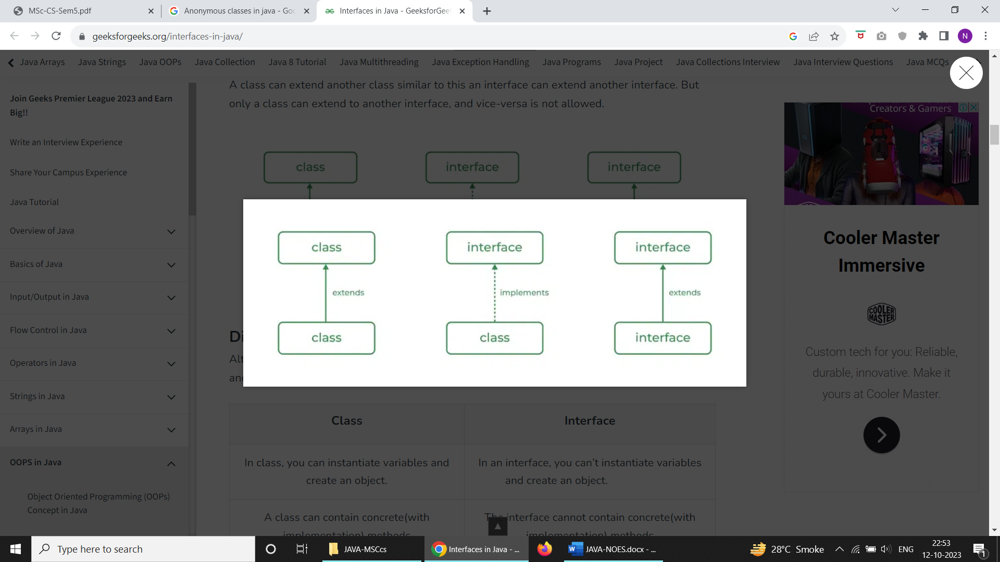 MSc-CS-Sem5.pdf
Anonymous classes in java - Goo
Interfaces in Java - GeeksforGee
geeksforgeeks.org/interfaces-in-java/
N
Java Arrays
Java Strings
Java OOPs
Java Collection
Java 8 Tutorial
Java Multithreading
Java Exception Handling
Java Programs
Java Project
Java Collections Interview
Java Interview Questions
Java MCQs
Join Geeks Premier League 2023 and Earn
Big!!
Write an Interview Experience
Share Your Campus Experience
Java Tutorial
Overview of Java
Basics of Java
Input/Output in Java
Flow Control in Java
Operators in Java
Strings in Java
Arrays in Java
OOPS in Java
Object Oriented Programming (OOPs)
Concept in Java
A class can extend another class similar to this an interface can extend another interface. But
only a class can extend to another interface, and vice-versa is not allowed.
class
interface
interface
class
interface
interface
extends
implements
extends
class
class
interface
Di
Alt
and
Class
Interface
In class, you can instantiate variables and
create an object.
In an interface, you can't instantiate variables
and create an object.
A class can contain concrete(with
implementation) methods
The interface cannot contain concrete(with
implementation) methods
Creators & Gamers
Cooler Master
Immersive
COOLER
MASTER
Custom tech for you: Reliable,
durable, innovative. Make it
yours at Cooler Master.
Type here to search
JAVA-MSCcs
Interfaces in Java - ...
JAVA-NOES.docx - ...
28°C Smoke
ENG
22:53
12-10-2023
1